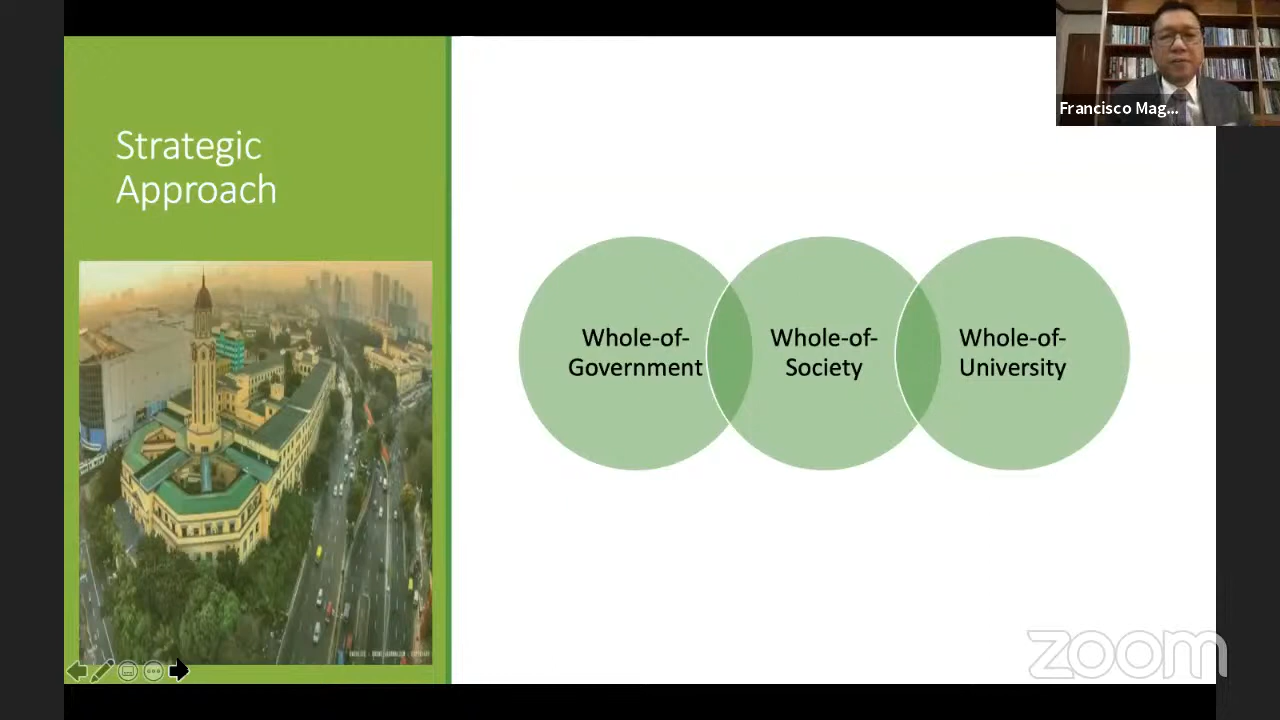 Francisco Mag...
Strategic
Approach
Whole-of-
Government
Whole-of-
Society
Whole-of-
University
zoom